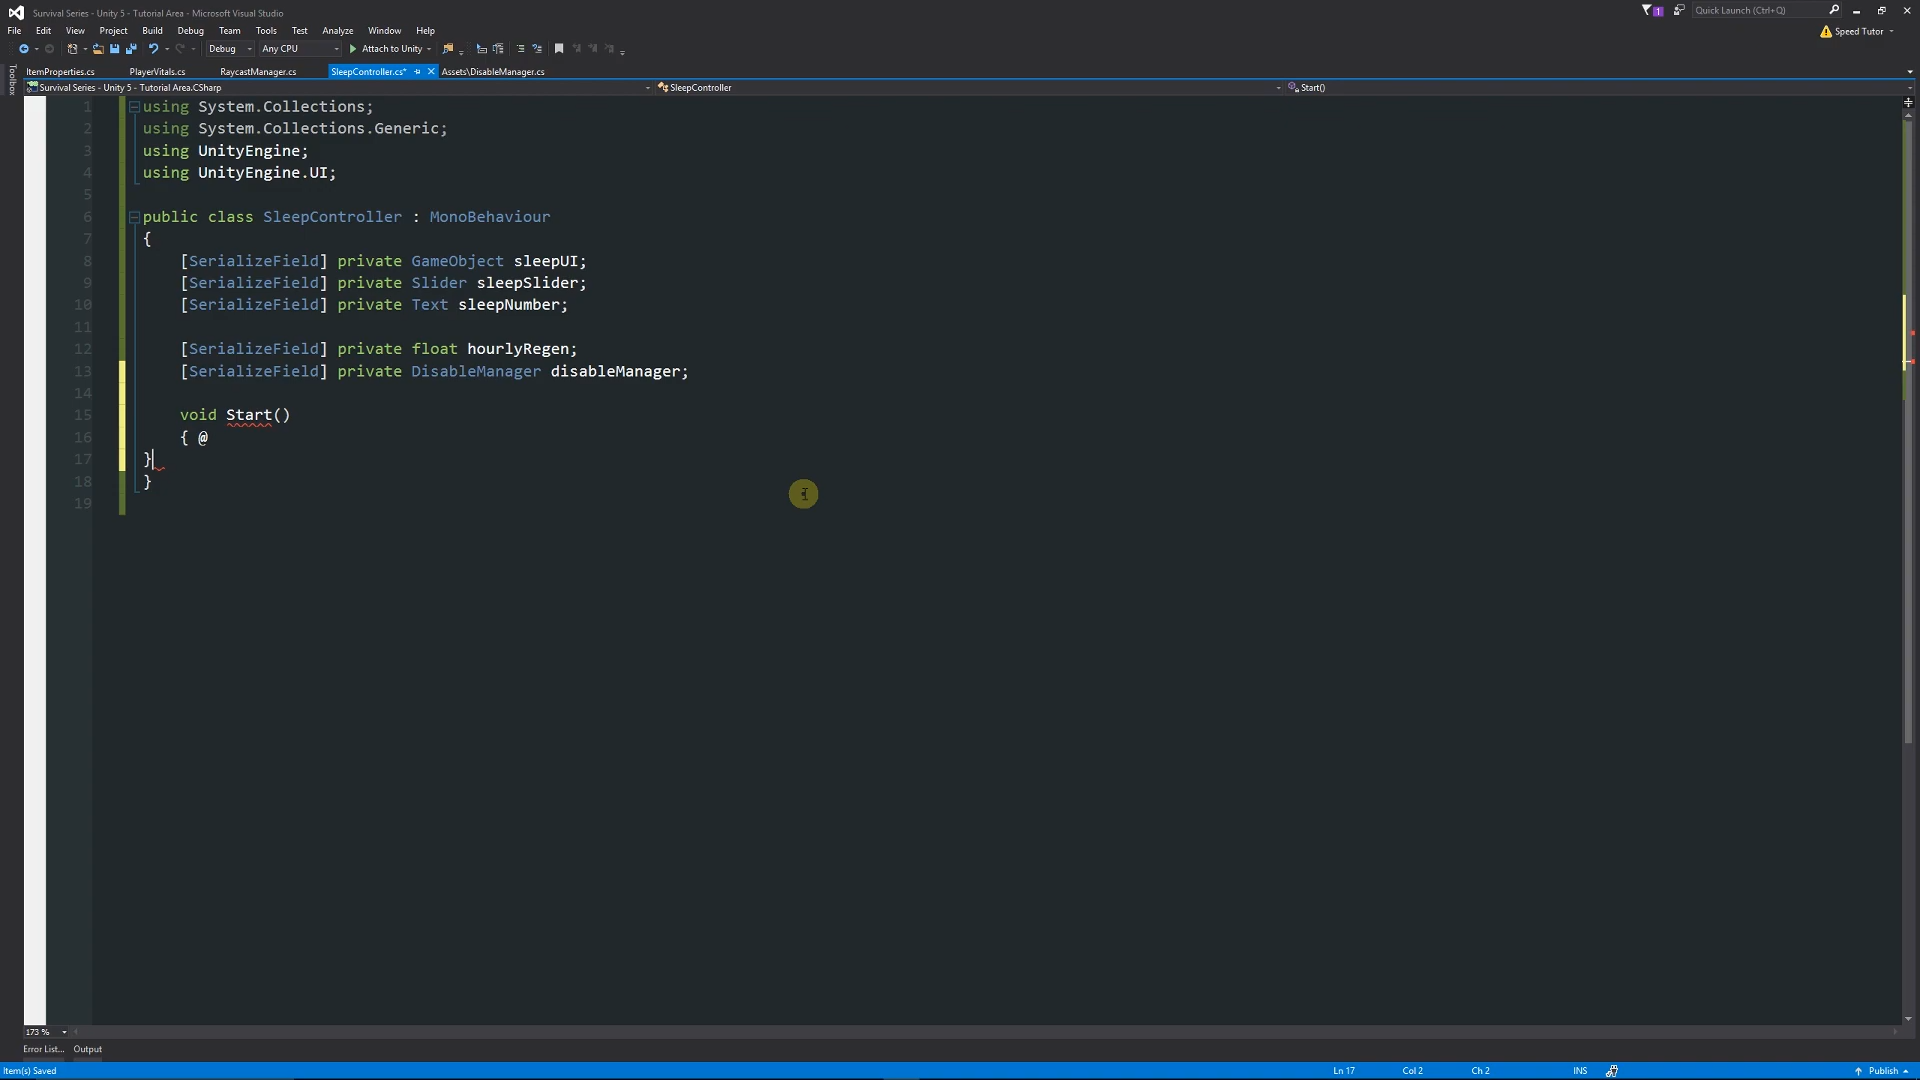 Survival Series - Unity 5 - Tutorial Area - Microsoft Visual Studio
1
Quick Launch (Ctrl+Q)
File Edit View Project Build Debug Team Tools Test Analyze Window Help
Speed Tutor
Debug Any CPU Attach to Unity
Toolbox
ItemProperties.cs PlayerVitals.cs RaycastManager.cs SleepController.cs* Assets\DisableManager.cs
Survival Series - Unity 5 - Tutorial Area.CSharp SleepController Start()
1 using System.Collections;
2 using System.Collections.Generic;
3 using UnityEngine;
4 using UnityEngine.UI;
5
6 public class SleepController : MonoBehaviour
7 {
8 [SerializeField] private GameObject sleepUI;
9 [SerializeField] private Slider sleepSlider;
10 [SerializeField] private Text sleepNumber;
11
12 [SerializeField] private float hourlyRegen;
13 [SerializeField] private DisableManager disableManager;
14
15 void Start()
16 { @
17 }
18 }
19
173 %
Error List... Output
Item(s) Saved Ln 17 Col 2 Ch 2 INS Publish